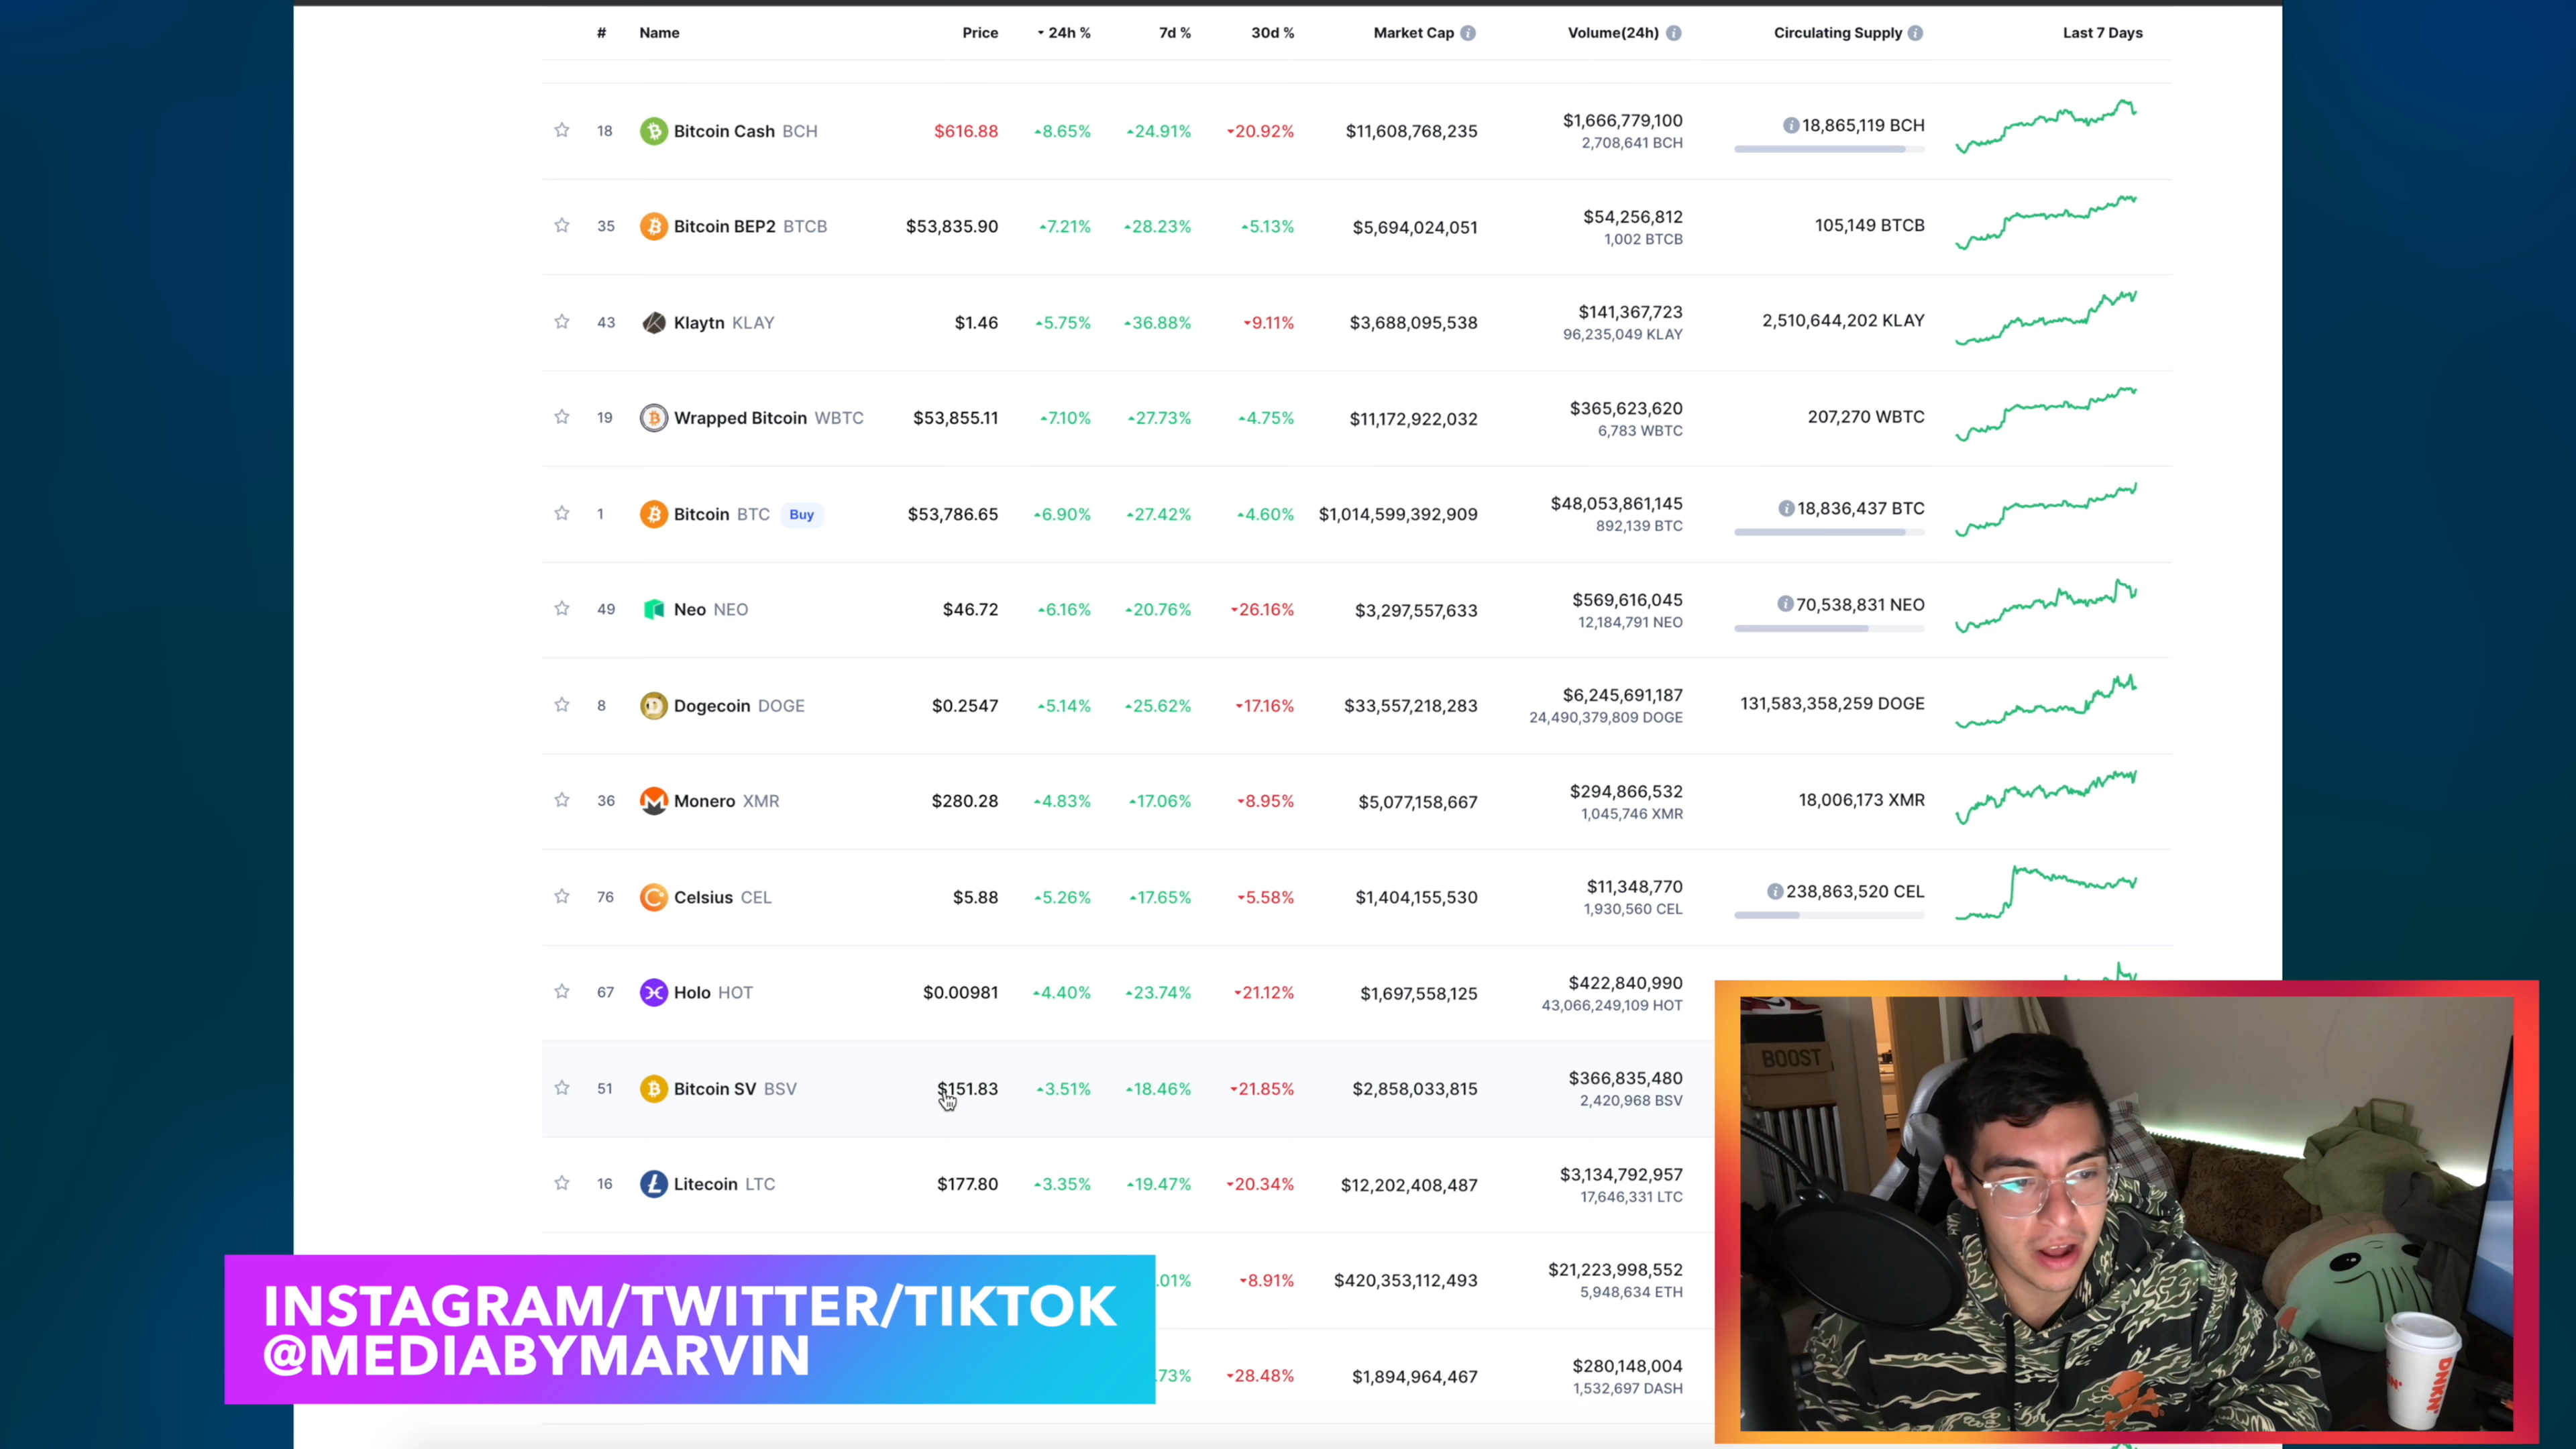 # Name Price 24h % 7d % 30d % Market Cap Volume(24h) Circulating Supply Last 7 Days
18 Bitcoin Cash BCH $616.88 8.65% 24.91% 20.92% $11,608,768,235 $1,666,779,100 18,865,119 BCH
2,708,641 BCH
35 Bitcoin BEP2 BTCB $53,835.90 7.21% 28.23% 5.13% $5,694,024,051 $54,256,812 105,149 BTCB
1,002 BTCB
43 Klaytn KLAY $1.46 5.75% 36.88% 9.11% $3,688,095,538 $141,367,723 2,510,644,202 KLAY
96,235,049 KLAY
19 Wrapped Bitcoin WBTC $53,855.11 7.10% 27.73% 4.75% $11,172,922,032 $365,623,620 207,270 WBTC
6,783 WBTC
1 Bitcoin BTC Buy $53,786.65 6.90% 27.42% 4.60% $1,014,599,392,909 $48,053,861,145 18,836,437 BTC
892,139 BTC
49 Neo NEO $46.72 6.16% 20.76% 26.16% $3,297,557,633 $569,616,045 70,538,831 NEO
12,184,791 NEO
8 Dogecoin DOGE $0.2547 5.14% 25.62% 17.16% $33,557,218,283 $6,245,691,187 131,583,358,259 DOGE
24,490,379,809 DOGE
36 Monero XMR $280.28 4.83% 17.06% 8.95% $5,077,158,667 $294,866,532 18,006,173 XMR
1,045,746 XMR
76 Celsius CEL $5.88 5.26% 17.65% 5.58% $1,404,155,530 $11,348,770 238,863,520 CEL
1,930,560 CEL
67 Holo HOT $0.00981 4.40% 23.74% 21.12% $1,697,558,125 $422,840,990
43,066,249,109 HOT
51 Bitcoin SV BSV $151.83 3.51% 18.46% 21.85% $2,858,033,815 $366,835,480
2,420,968 BSV
16 Litecoin LTC $177.80 3.35% 19.47% 20.34% $12,202,408,487 $3,134,792,957
17,646,331 LTC
.01% 8.91% $420,353,112,493 $21,223,998,552
5,948,634 ETH
.73% 28.48% $1,894,964,467 $280,148,004
1,532,697 DASH
INSTAGRAM/TWITTER/TIKTOK
@MEDIABYMARVIN
BOOST